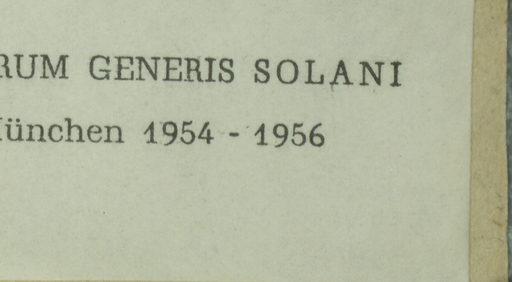 RUM GENERIS SOLANI
ünchen 1954 - 1956